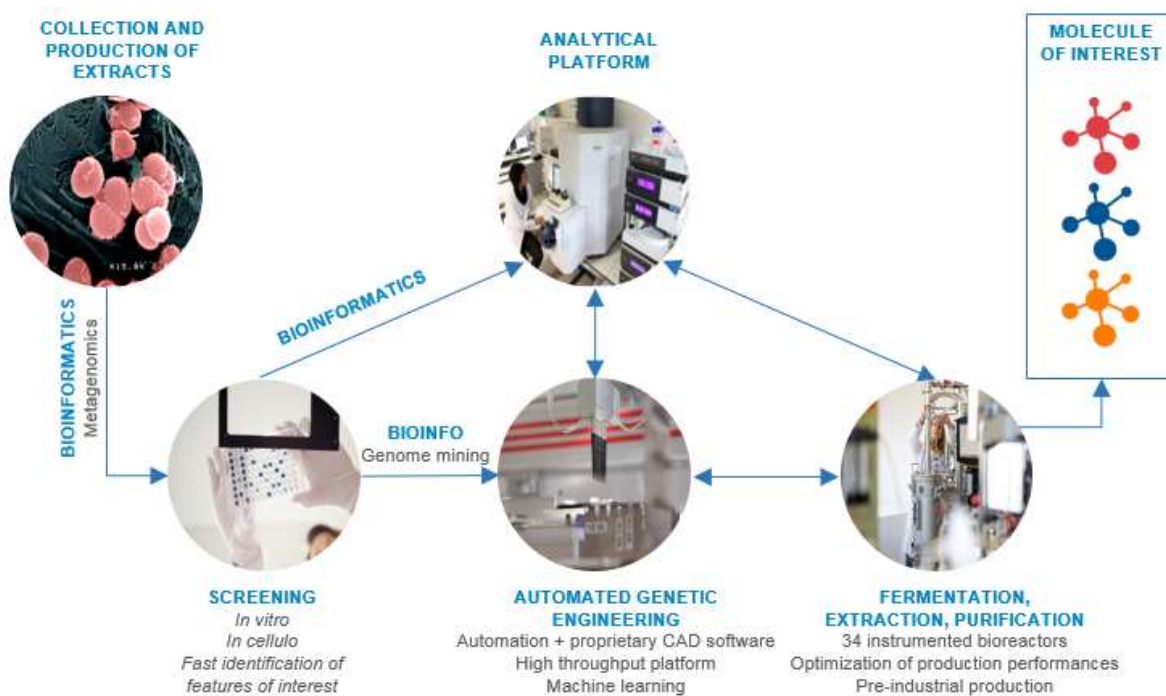 COLLECTION AND
PRODUCTION OF
EXTRACTS
ANALYTICAL
PLATFORM
MOLECULE
OF INTEREST
BIOINFORMATICS
Metagenomics
BIOINFORMATICS
BIOINFO
Genome mining
SCREENING
In vitro
In cellulo
Fast identification of
features of interest
AUTOMATED GENETIC
ENGINEERING
Automation + proprietary CAD software
High throughput platform
Machine learning
FERMENTATION,
EXTRACTION, PURIFICATION
34 instrumented bioreactors
Optimization of production performances
Pre-industrial production